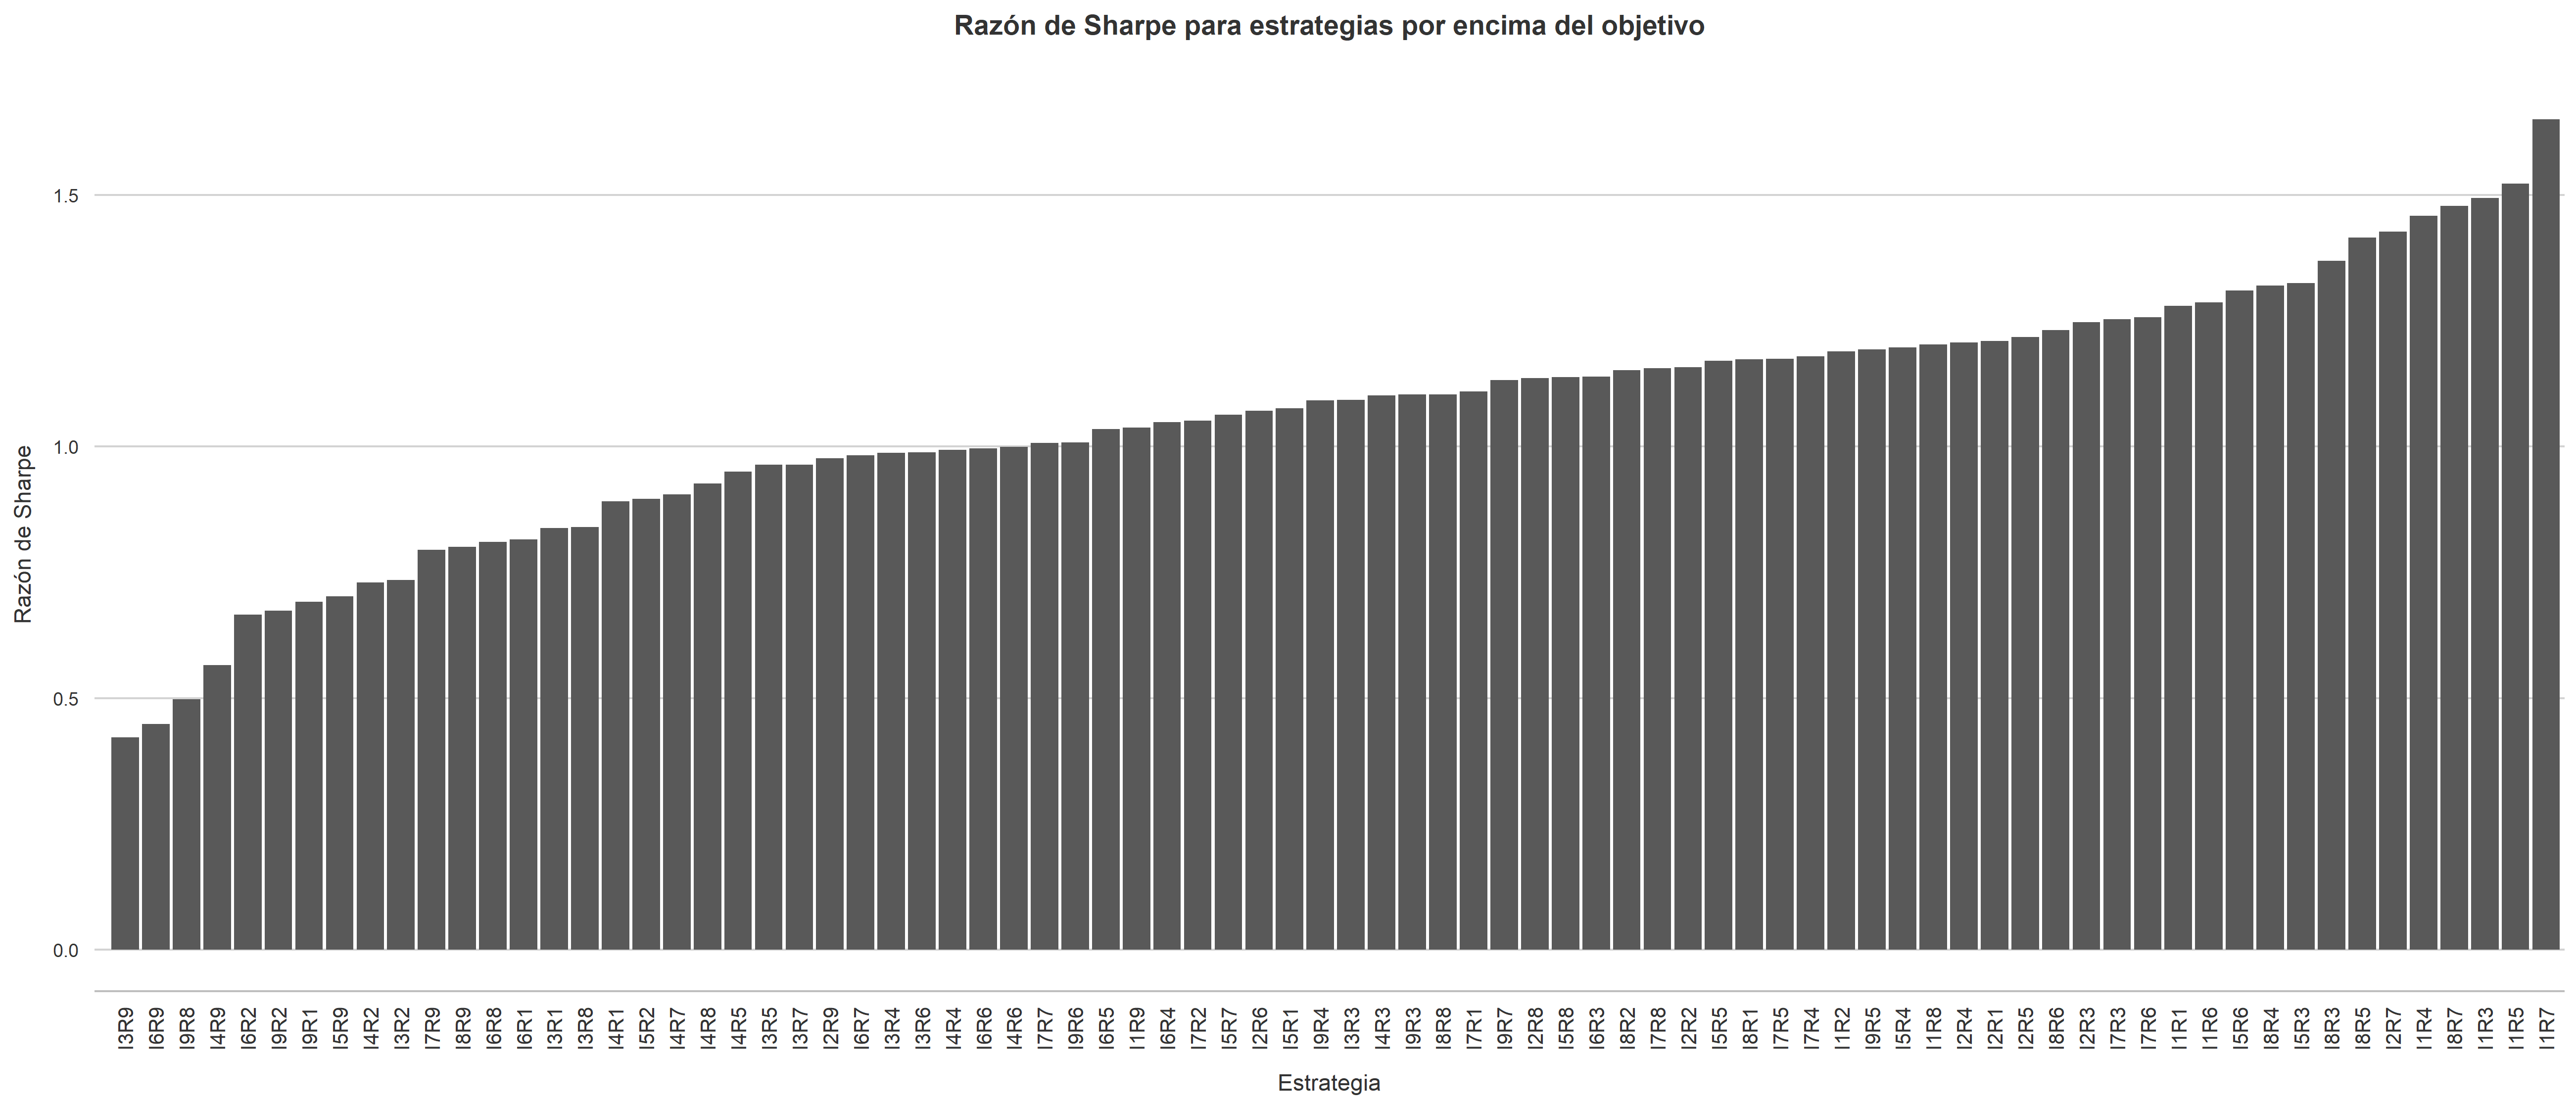 Razón de Sharpe para estrategias por encima del objetivo
Razón de Sharpe
1.5
1.0
0.5
0.0
I3R9 I6R9 I9R8 I4R9 I6R2 I9R2 I9R1 I5R9 I4R2 I3R2 I7R9 I8R9 I6R8 I6R1 I3R1 I3R8 I4R1 I5R2 I4R7 I4R8 I4R5 I3R5 I3R7 I2R9 I6R7 I3R4 I3R6 I4R4 I6R6 I4R6 I7R7 I9R6 I6R5 I1R9 I6R4 I7R2 I5R7 I2R6 I5R1 I9R4 I3R3 I4R3 I9R3 I8R8 I7R1 I9R7 I2R8 I5R8 I6R3 I8R2 I7R8 I2R2 I5R5 I8R1 I7R5 I7R4 I1R2 I9R5 I5R4 I1R8 I2R4 I2R1 I2R5 I8R6 I2R3 I7R3 I7R6 I1R1 I1R6 I5R6 I8R4 I5R3 I8R3 I8R5 I2R7 I1R4 I8R7 I1R3 I1R5 I1R7
Estrategia